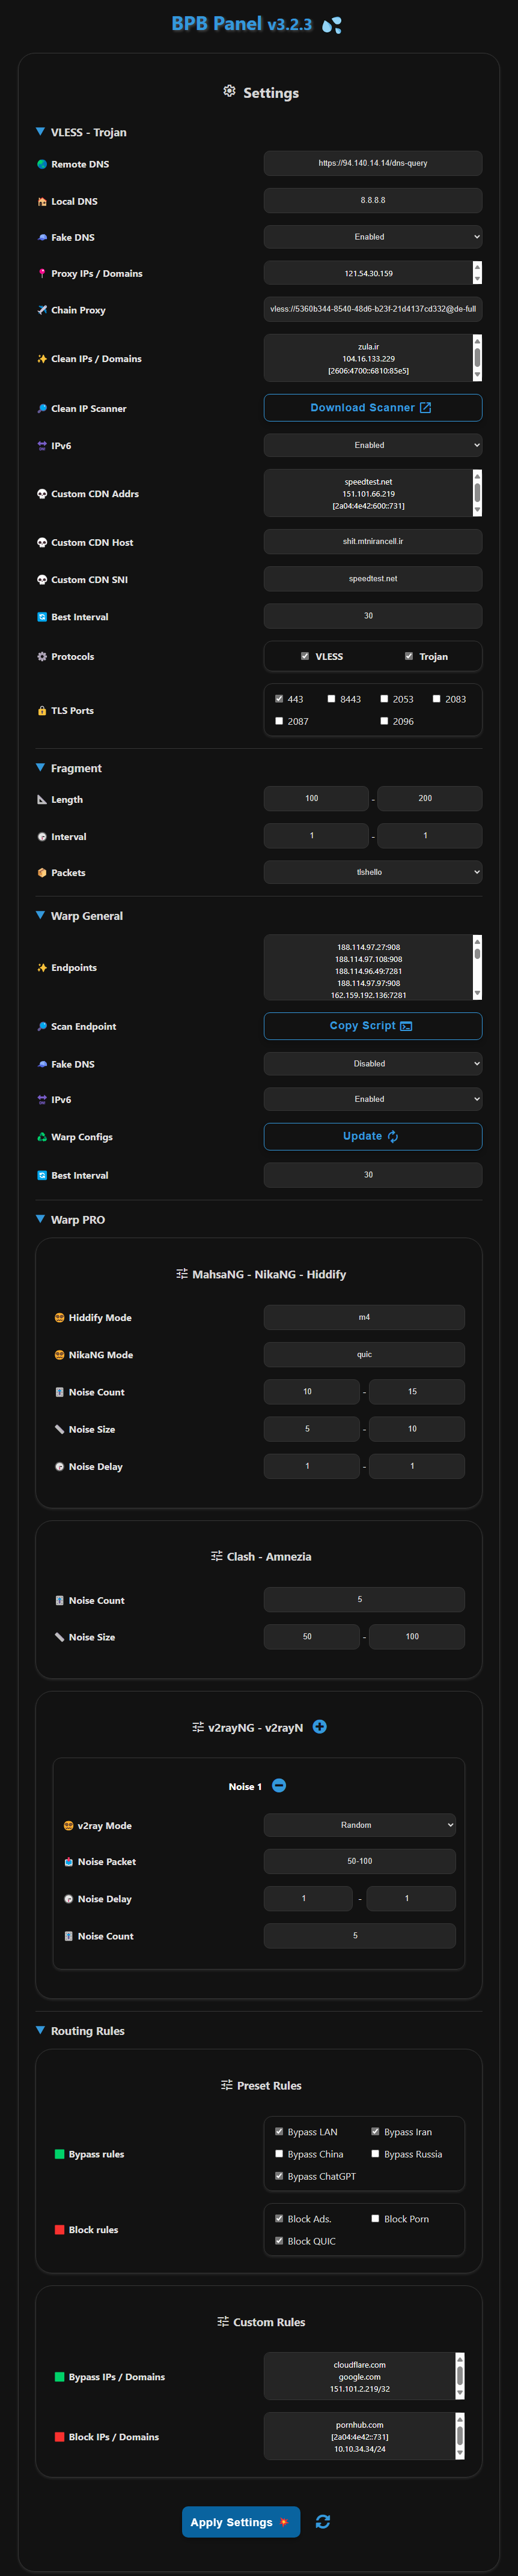 BPB Panel v3.2.3 💦
Settings
VLESS - Trojan
Remote DNS https://94.140.14.14/dns-query
Local DNS 8.8.8.8
Fake DNS Enabled
Proxy IPs / Domains 121.54.30.159
Chain Proxy vless://5360b344-8540-48d6-b23f-21d4137cd332@de-full
Clean IPs / Domains
zula.ir
104.16.133.229
[2606:4700::6810:85e5]
Clean IP Scanner Download Scanner
IPv6 Enabled
Custom CDN Addrs
speedtest.net
151.101.66.219
[2a04:4e42:600::731]
Custom CDN Host shit.mtnirancell.ir
Custom CDN SNI speedtest.net
Best Interval 30
Protocols VLESS Trojan
TLS Ports
443 8443 2053 2083
2087 2096
Fragment
Length 100 - 200
Interval 1 - 1
Packets tlshello
Warp General
Endpoints
188.114.97.27:908
188.114.97.108:908
188.114.96.49:7281
188.114.97.97:908
162.159.192.136:7281
Scan Endpoint Copy Script
Fake DNS Disabled
IPv6 Enabled
Warp Configs Update
Best Interval 30
Warp PRO
MahsaNG - NikaNG - Hiddify
Hiddify Mode m4
NikaNG Mode quic
Noise Count 10 - 15
Noise Size 5 - 10
Noise Delay 1 - 1
Clash - Amnezia
Noise Count 5
Noise Size 50 - 100
v2rayNG - v2rayN
Noise 1
v2ray Mode Random
Noise Packet 50-100
Noise Delay 1 - 1
Noise Count 5
Routing Rules
Preset Rules
Bypass rules
Bypass LAN Bypass Iran
Bypass China Bypass Russia
Bypass ChatGPT
Block rules
Block Ads. Block Porn
Block QUIC
Custom Rules
Bypass IPs / Domains
cloudflare.com
google.com
151.101.2.219/32
Block IPs / Domains
pornhub.com
[2a04:4e42::731]
10.10.34.34/24
Apply Settings